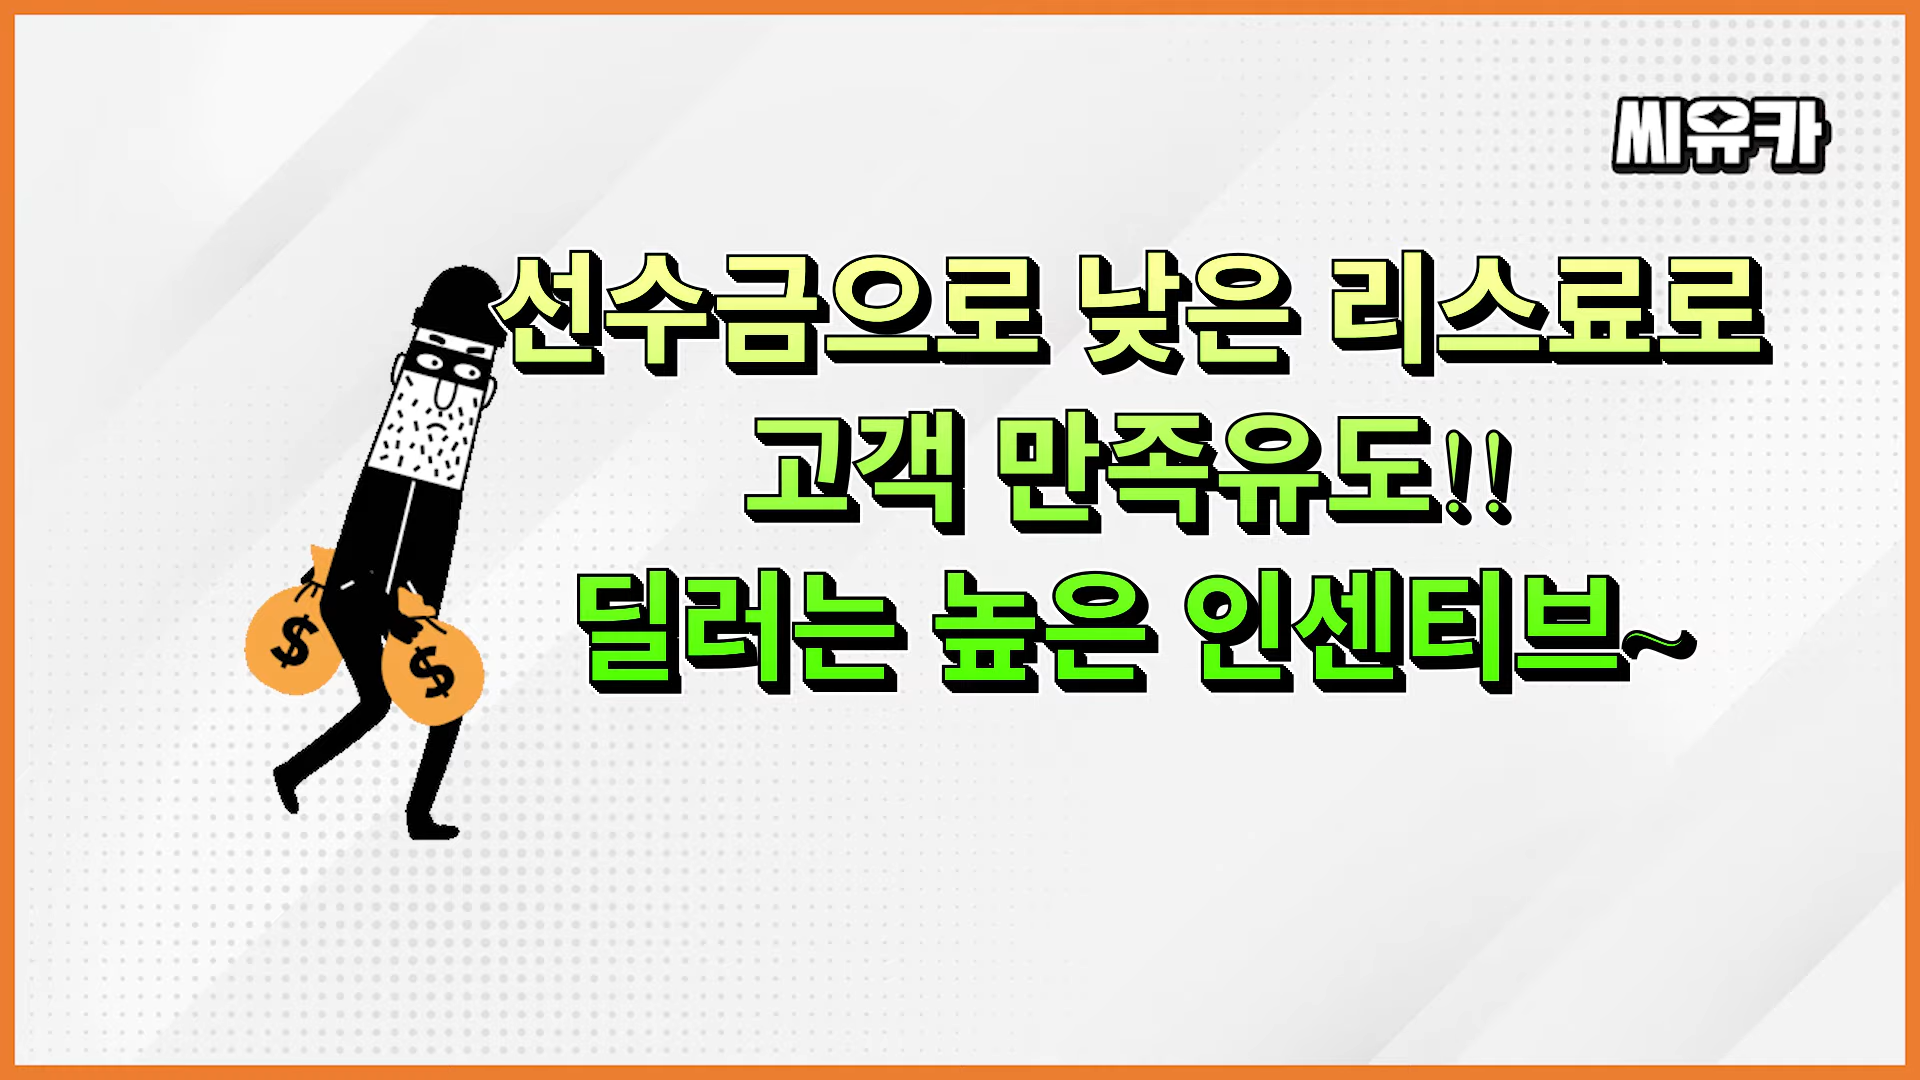 씨유카
선수금으로 낮은 리스료로
고객 만족유도!!
딜러는 높은 인센티브~
$ $